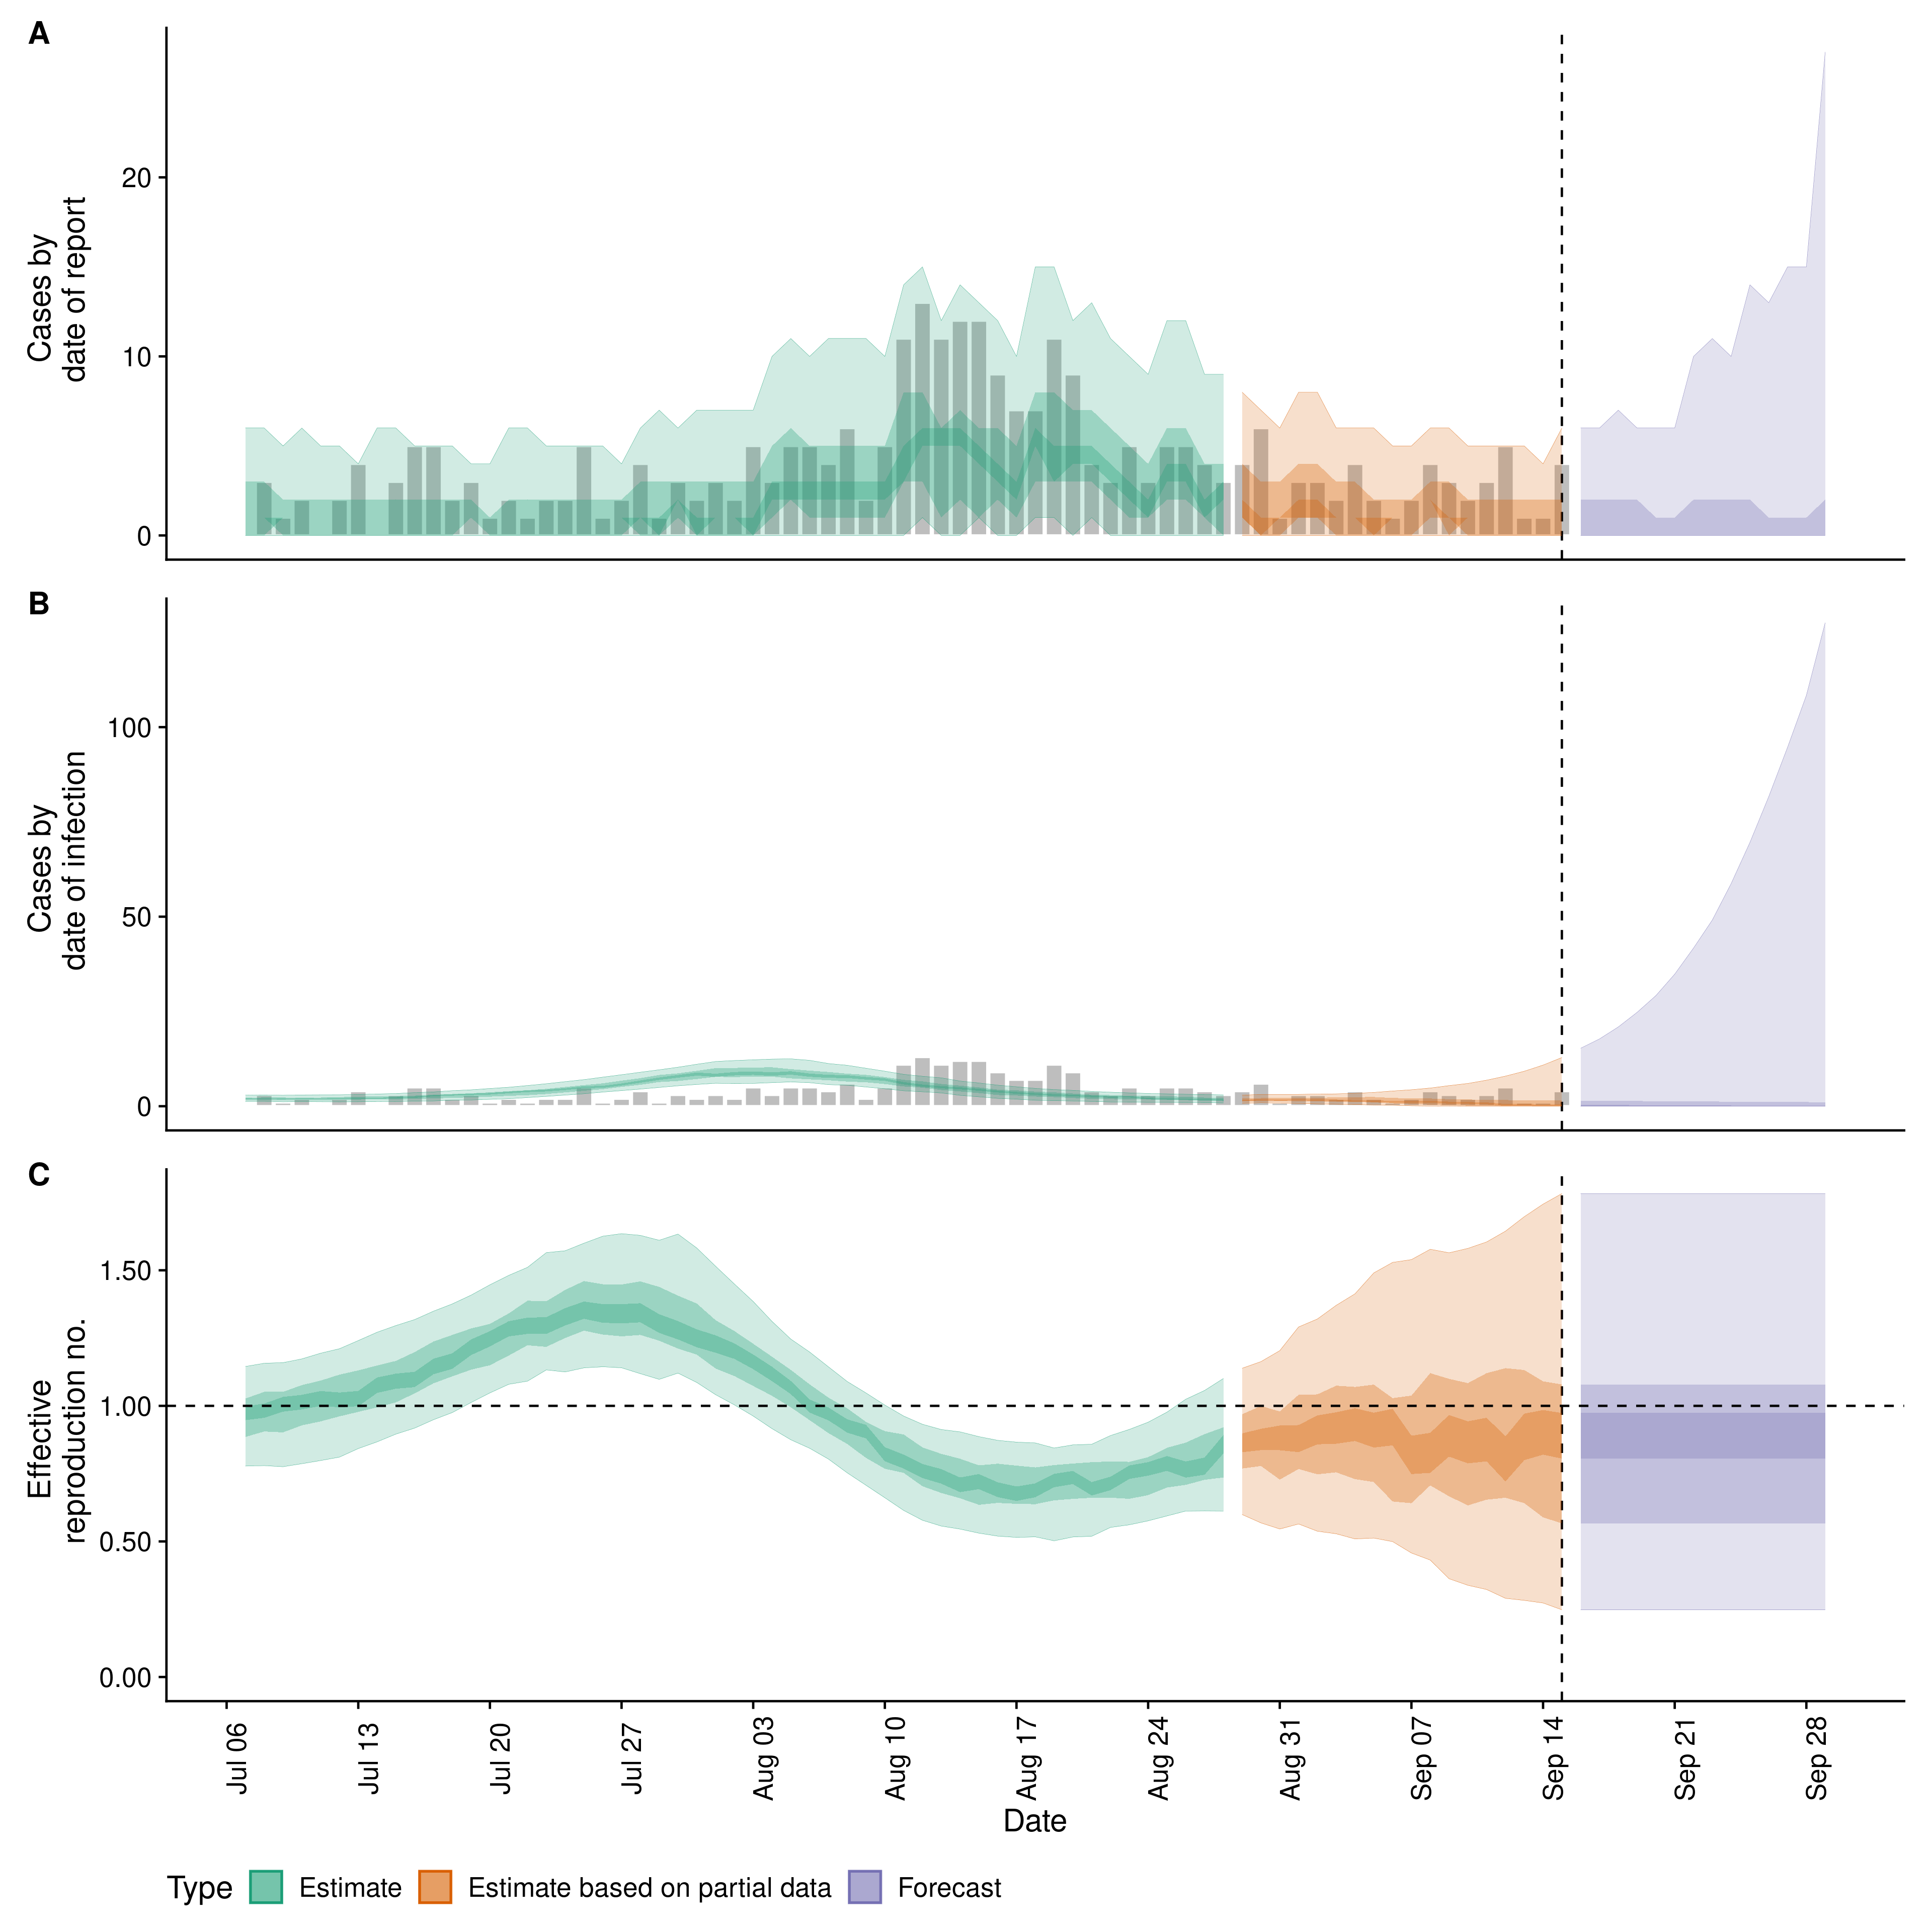 A
Cases by
date of report
20
10
0
B
Cases by
date of infection
100
50
0
C
Effective
reproduction no.
1.50
1.00
0.50
0.00
Jul 06
Jul 13
Jul 20
Jul 27
Aug 03
Aug 10
Aug 17
Aug 24
Aug 31
Sep 07
Sep 14
Sep 21
Sep 28
Date
Type Estimate Estimate based on partial data Forecast